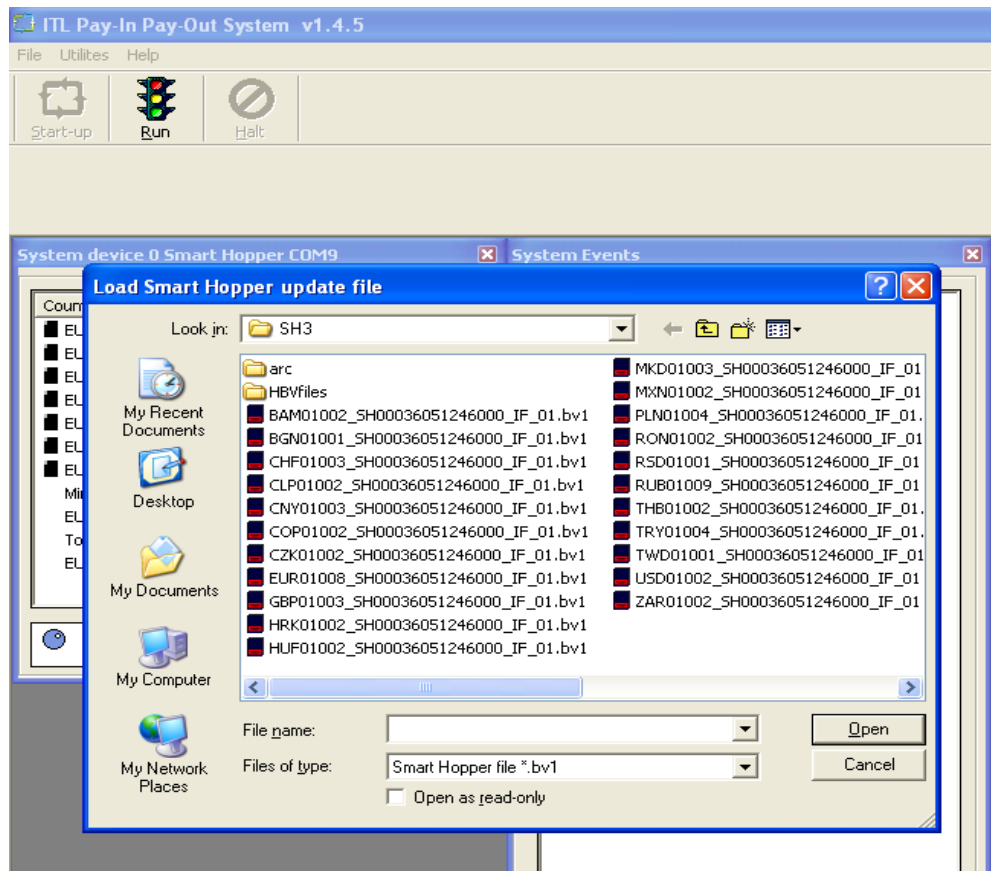 ITL Pay-In Pay-Out System v1.4.5
File Utilites Help
Start-up Run Halt
System device 0 Smart Hopper COM9
System Events
Load Smart Hopper update file
Look in: SH3
My Recent Documents
Desktop
My Documents
My Computer
My Network Places
arc
HBVfiles
BAM01002_SH00036051246000_IF_01.bv1
BGN01001_SH00036051246000_IF_01.bv1
CHF01003_SH00036051246000_IF_01.bv1
CLP01002_SH00036051246000_IF_01.bv1
CNY01003_SH00036051246000_IF_01.bv1
COP01002_SH00036051246000_IF_01.bv1
CZK01002_SH00036051246000_IF_01.bv1
EUR01008_SH00036051246000_IF_01.bv1
GBP01003_SH00036051246000_IF_01.bv1
HRK01002_SH00036051246000_IF_01.bv1
HUF01002_SH00036051246000_IF_01.bv1
MKD01003_SH00036051246000_IF_01
MXN01002_SH00036051246000_IF_01
PLN01004_SH00036051246000_IF_01.
RON01002_SH00036051246000_IF_01
RSD01001_SH00036051246000_IF_01
RUB01009_SH00036051246000_IF_01
THB01002_SH00036051246000_IF_01.
TRY01004_SH00036051246000_IF_01.
TWD01001_SH00036051246000_IF_01
USD01002_SH00036051246000_IF_01
ZAR01002_SH00036051246000_IF_01
File name:
Open
Files of type: Smart Hopper file *.bv1
Cancel
Open as read-only